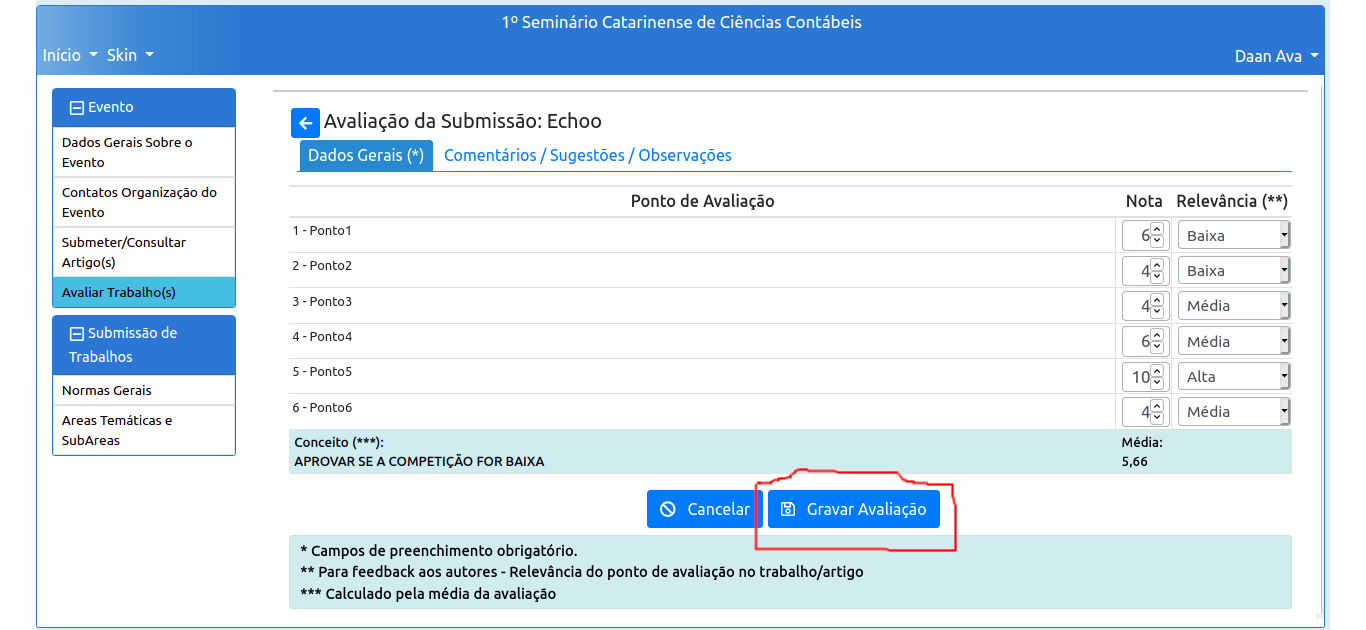 1º Seminário Catarinense de Ciências Contábeis
Início Skin Daan Ava
Evento
Dados Gerais Sobre o
Evento
Contatos Organização do
Evento
Submeter/Consultar
Artigo(s)
Avaliar Trabalho(s)
Submissão de
Trabalhos
Normas Gerais
Areas Temáticas e
SubAreas
Avaliação da Submissão: Echoo
Dados Gerais (*) Comentários / Sugestões / Observações
Ponto de Avaliação Nota Relevância (**)
1 - Ponto1 6 Baixa
2 - Ponto2 4 Baixa
3 - Ponto3 4 Média
4 - Ponto4 6 Média
5 - Ponto5 10 Alta
6 - Ponto6 4 Média
Conceito (***): Média:
APROVAR SE A COMPETIÇÃO FOR BAIXA 5,66
Cancelar Gravar Avaliação
* Campos de preenchimento obrigatório.
** Para feedback aos autores - Relevância do ponto de avaliação no trabalho/artigo
*** Calculado pela média da avaliação